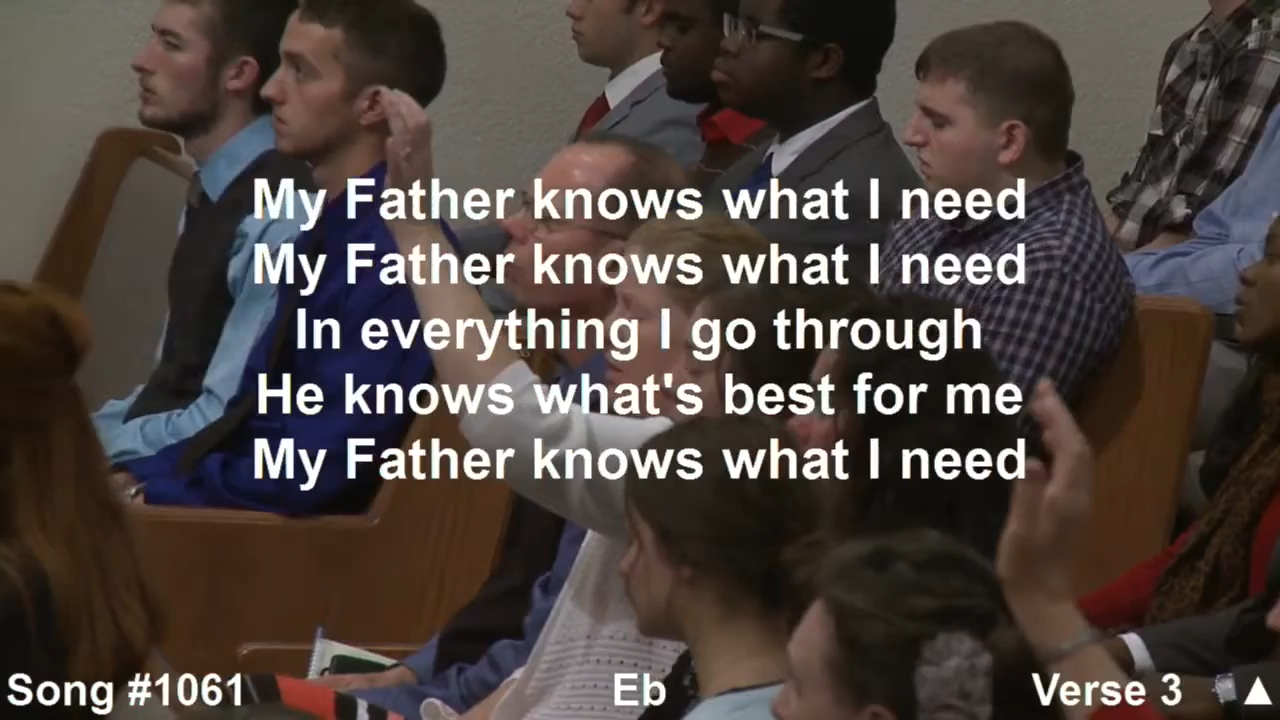 My Father knows what I need
My Father knows what I need
In everything I go through
He knows what's best for me
My Father knows what I need
Song #1061 Eb Verse 3 ▲